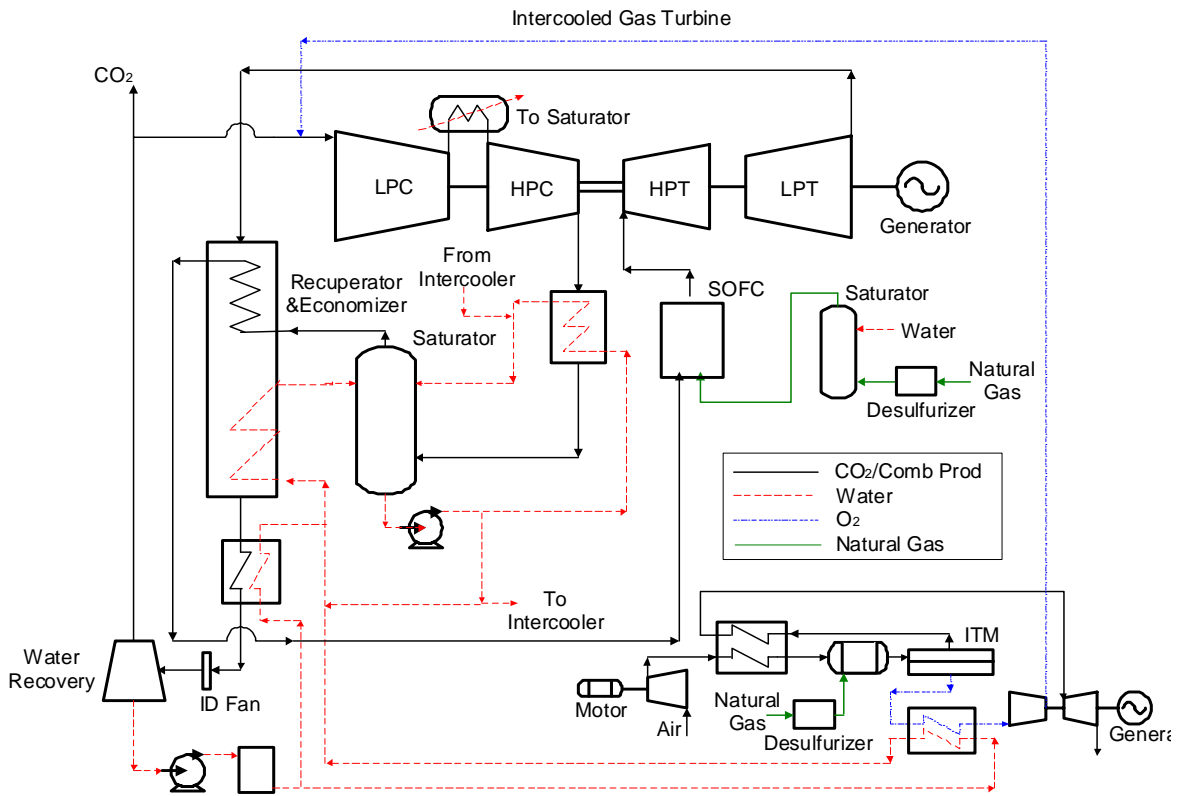 Intercooled Gas Turbine
CO₂
To Saturator
LPC
HPC
HPT
LPT
Generator
From
Intercooler
Recuperator
&Economizer
SOFC
Saturator
Saturator
Water
Natural
Gas
Desulfurizer
CO₂/Comb Prod
Water
O₂
Natural Gas
To
Intercooler
Water
Recovery
ID Fan
ITM
Motor
Air
Natural
Gas
Desulfurizer
Genera